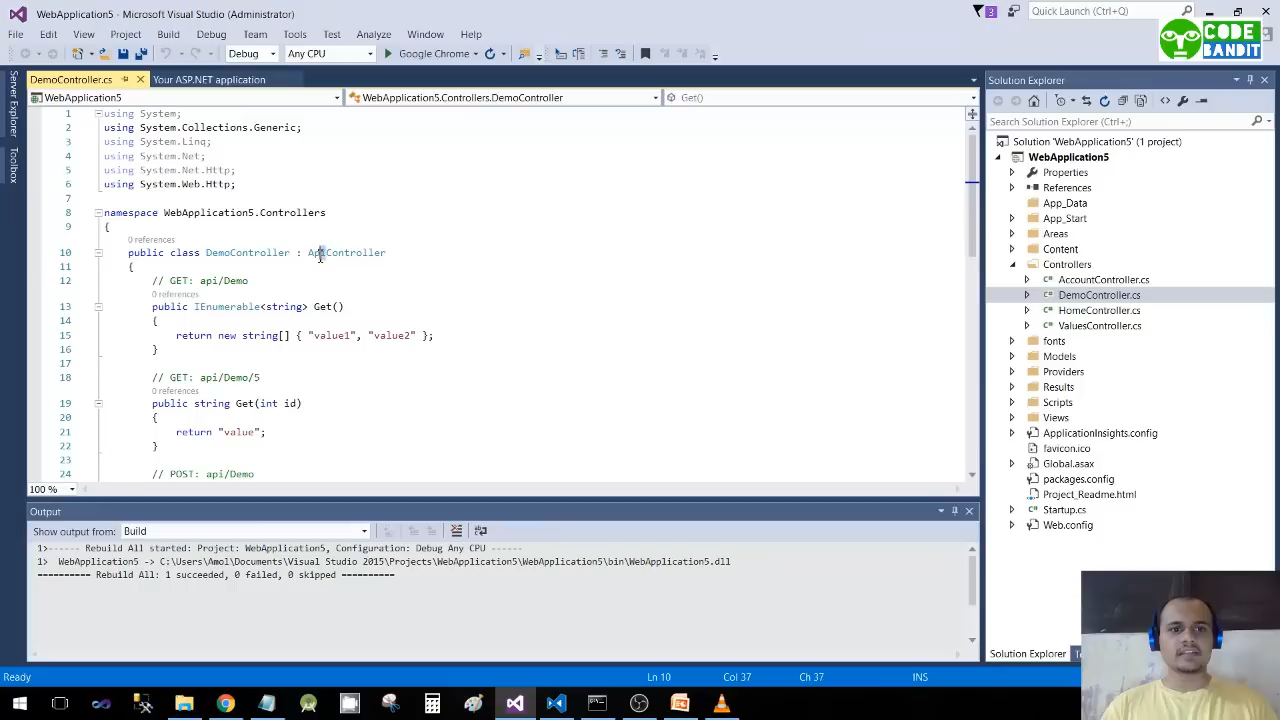 WebApplication5 - Microsoft Visual Studio (Administrator)
3
Quick Launch (Ctrl+Q)
CODE
BANDIT
File Edit View Project Build Debug Team Tools Test Analyze Window Help
Debug Any CPU Google Chrome
Server Explorer
Toolbox
DemoController.cs Your ASP.NET application
WebApplication5 WebApplication5.Controllers.DemoController Get()
1 using System;
2 using System.Collections.Generic;
3 using System.Linq;
4 using System.Net;
5 using System.Net.Http;
6 using System.Web.Http;
7
8 namespace WebApplication5.Controllers
9 {
0 references
10 public class DemoController : ApiController
11 {
12 // GET: api/Demo
0 references
13 public IEnumerable<string> Get()
14 {
15 return new string[] { "value1", "value2" };
16 }
17
18 // GET: api/Demo/5
0 references
19 public string Get(int id)
20 {
21 return "value";
22 }
23
24 // POST: api/Demo
100 %
Output
Show output from: Build
1>------ Rebuild All started: Project: WebApplication5, Configuration: Debug Any CPU ------
1> WebApplication5 -> C:\Users\Amol\Documents\Visual Studio 2015\Projects\WebApplication5\WebApplication5\bin\WebApplication5.dll
========== Rebuild All: 1 succeeded, 0 failed, 0 skipped ==========
Solution Explorer
Search Solution Explorer (Ctrl+;)
Solution 'WebApplication5' (1 project)
WebApplication5
Properties
References
App_Data
App_Start
Areas
Content
Controllers
AccountController.cs
DemoController.cs
HomeController.cs
ValuesController.cs
fonts
Models
Providers
Results
Scripts
Views
ApplicationInsights.config
favicon.ico
Global.asax
packages.config
Project_Readme.html
Startup.cs
Web.config
Solution Explorer
Ready Ln 10 Col 37 Ch 37 INS